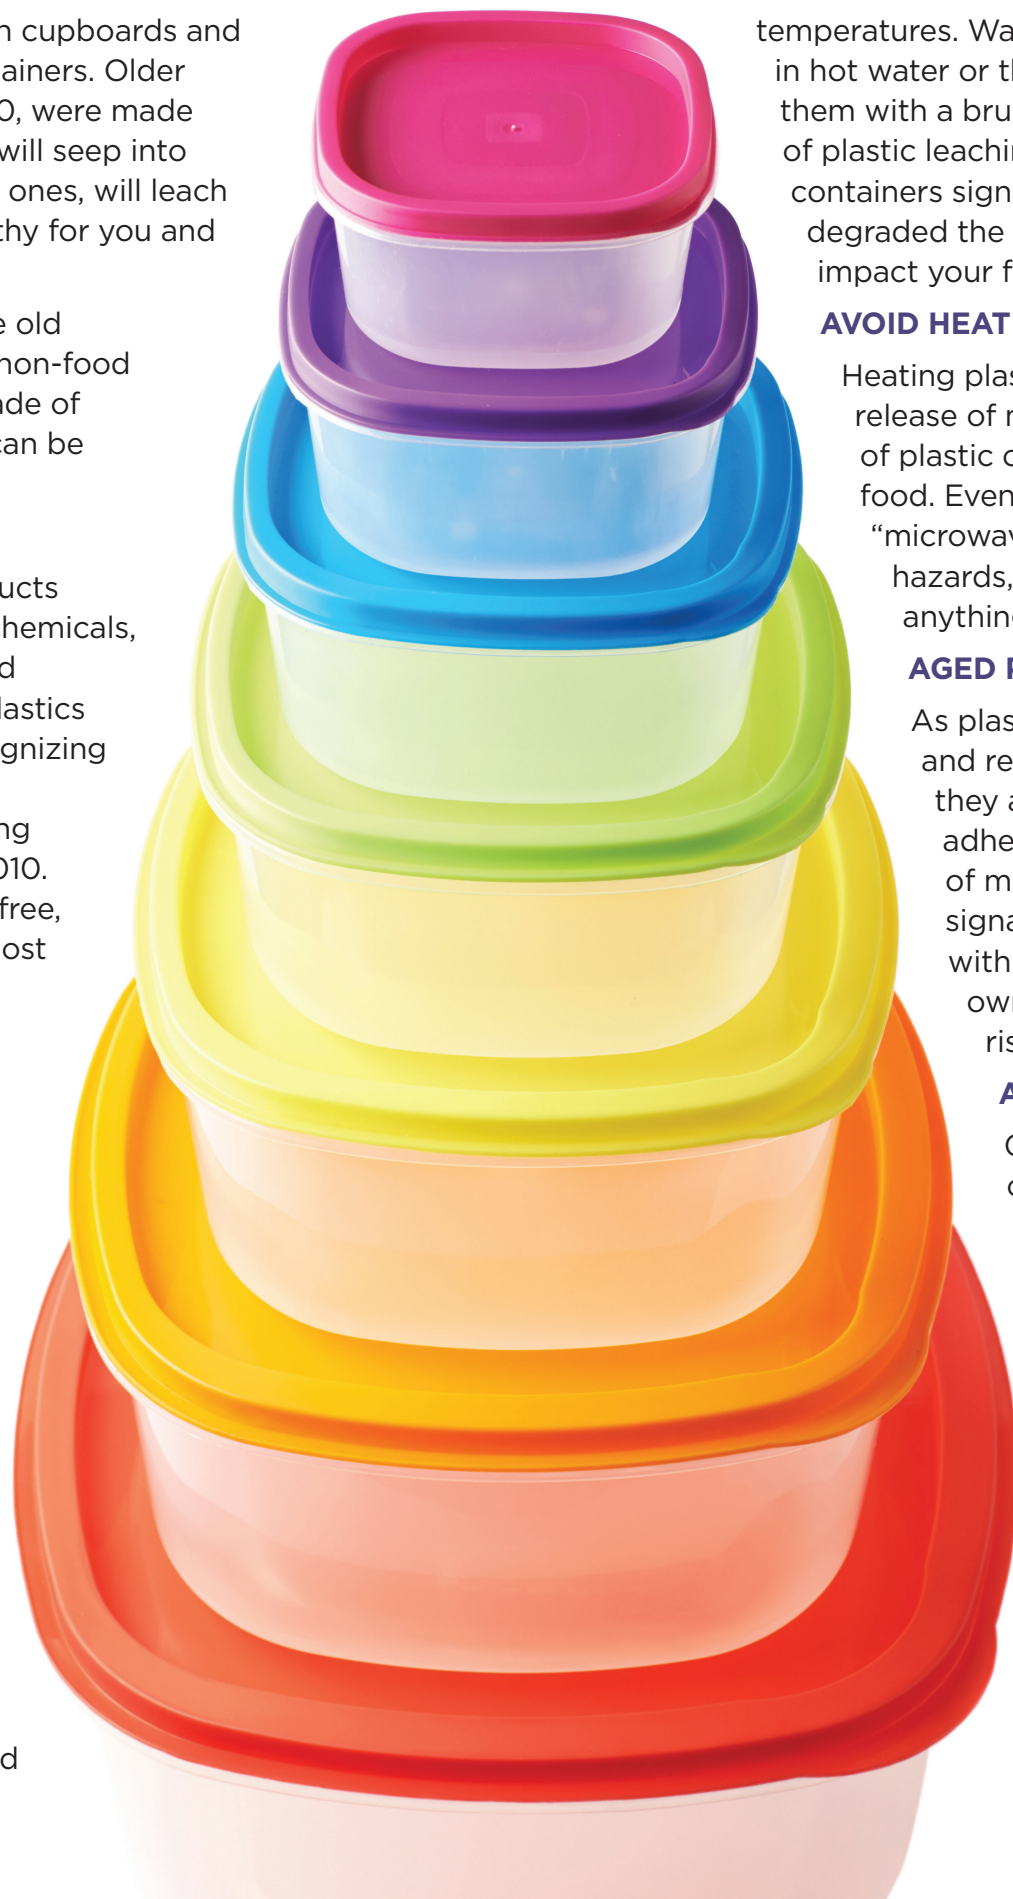 n cupboards and
ainers. Older
0, were made
will seep into
ones, will leach
thy for you and
e old
non-food
ade of
can be
ucts
chemicals,
d
lastics
gnizing
ng
010.
free,
ost
d
temperatures. Wa
in hot water or t
them with a bru
of plastic leachi
containers sign
degraded the
impact your f
AVOID HEAT
Heating plas
release of
of plastic
food. Even
“microwav
hazards,
anythin
AGED
As plas
and re
they a
adhe
of m
signa
with
own
ris
A